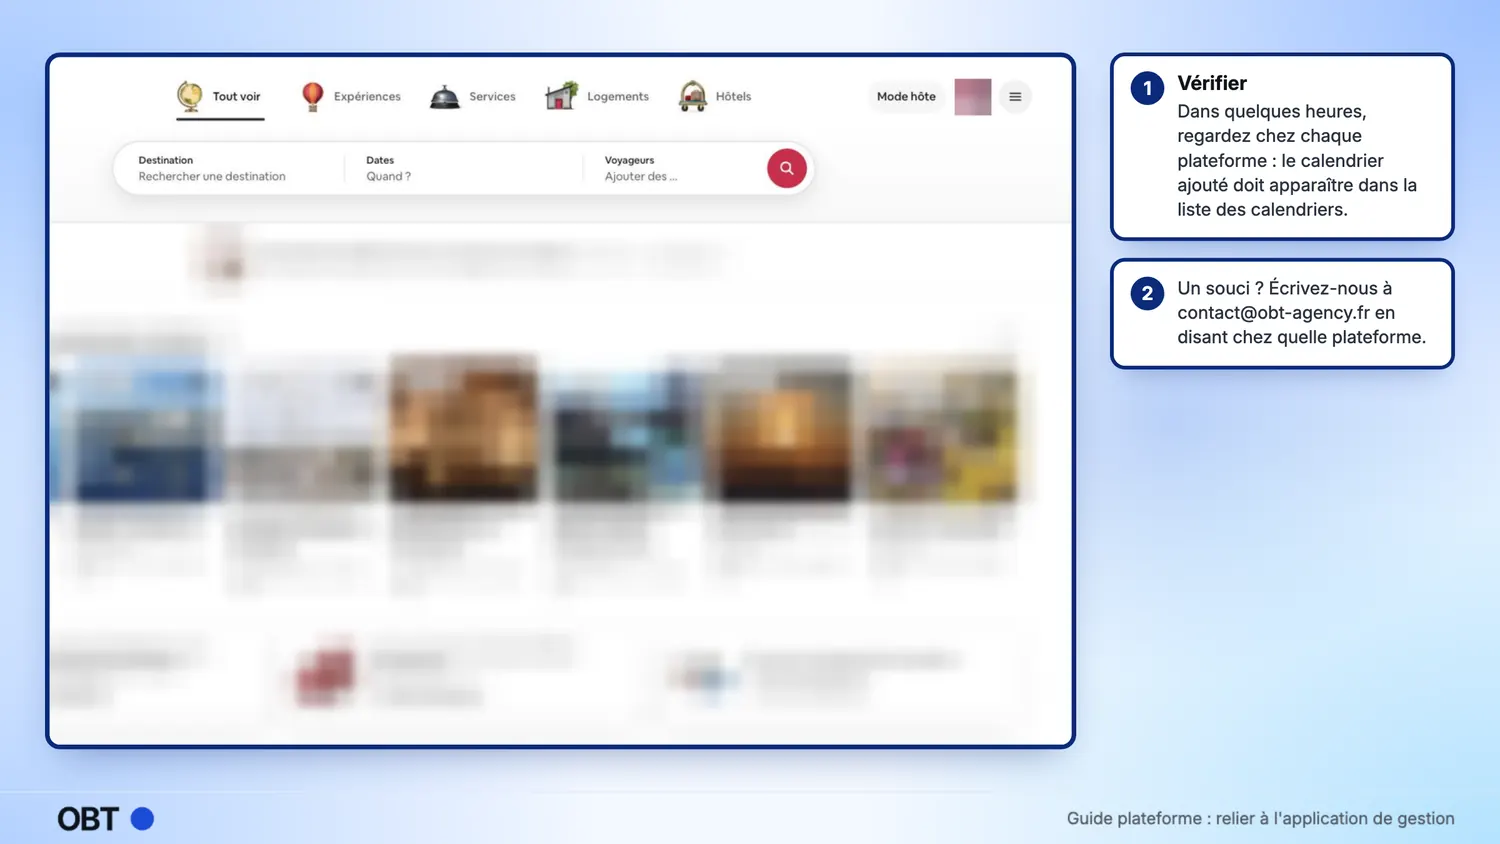 Tout voir
Expériences
Services
Logements
Hôtels
Mode hôte
Destination
Rechercher une destination
Dates
Quand ?
Voyageurs
Ajouter des ...
1
Vérifier
Dans quelques heures,
regardez chez chaque
plateforme : le calendrier
ajouté doit apparaître dans la
liste des calendriers.
2
Un souci ? Écrivez-nous à
contact@obt-agency.fr en
disant chez quelle plateforme.
OBT
Guide plateforme : relier à l'application de gestion